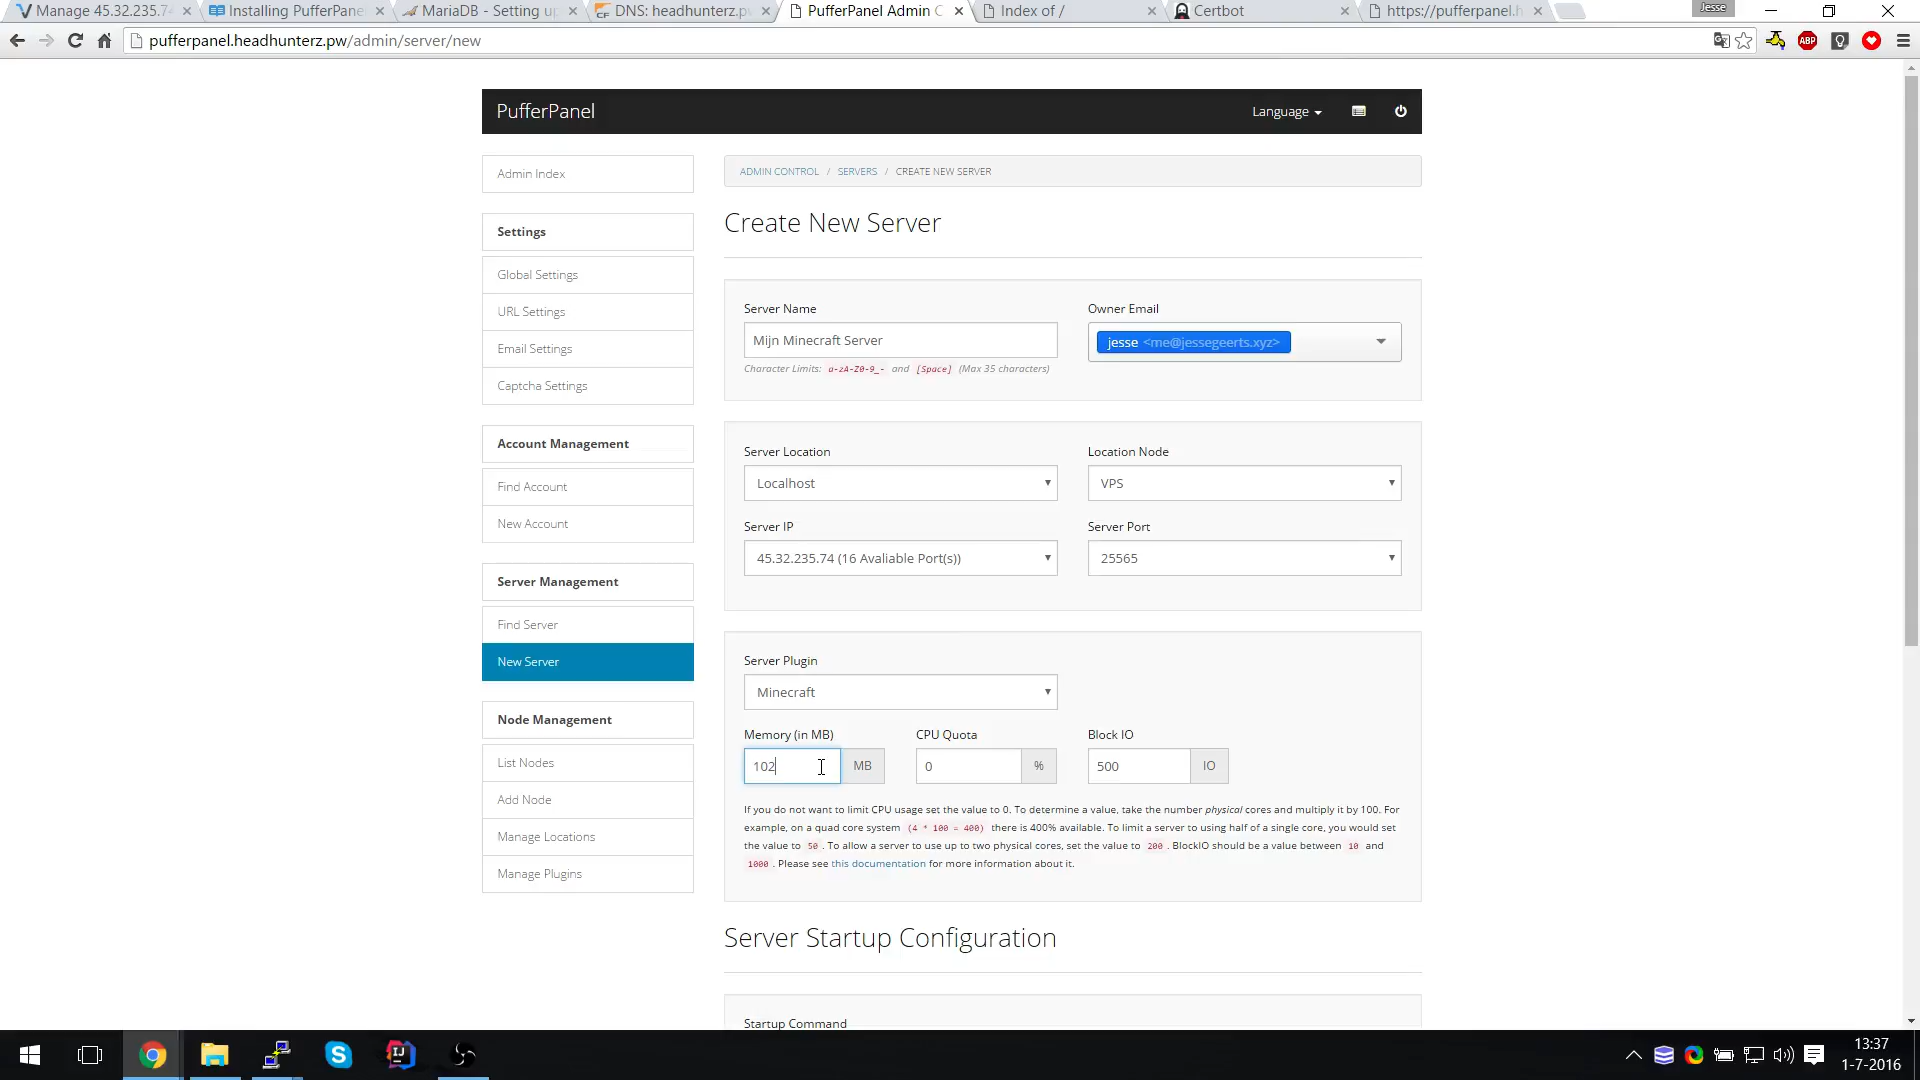 Manage 45.32.235.74
Installing PufferPane
MariaDB - Setting up
DNS: headhunterz.pw
PufferPanel Admin C
Index of /
Certbot
https://pufferpanel.h
Jesse
pufferpanel.headhunterz.pw/admin/server/new
ABP
PufferPanel
Language
Admin Index
Settings
Global Settings
URL Settings
Email Settings
Captcha Settings
Account Management
Find Account
New Account
Server Management
Find Server
New Server
Node Management
List Nodes
Add Node
Manage Locations
Manage Plugins
ADMIN CONTROL / SERVERS / CREATE NEW SERVER
Create New Server
Server Name
Owner Email
Mijn Minecraft Server
jesse <me@jessegeerts.xyz>
Character Limits: a-zA-Z0-9_- and [Space] (Max 35 characters)
Server Location
Location Node
Localhost
VPS
Server IP
Server Port
45.32.235.74 (16 Avaliable Port(s))
25565
Server Plugin
Minecraft
Memory (in MB)
CPU Quota
Block IO
102 MB
0 %
500 IO
If you do not want to limit CPU usage set the value to 0. To determine a value, take the number physical cores and multiply it by 100. For
example, on a quad core system (4 * 100 = 400) there is 400% available. To limit a server to using half of a single core, you would set
the value to 50 . To allow a server to use up to two physical cores, set the value to 200 . BlockIO should be a value between 10 and
1000 . Please see this documentation for more information about it.
Server Startup Configuration
Startup Command
13:37
1-7-2016